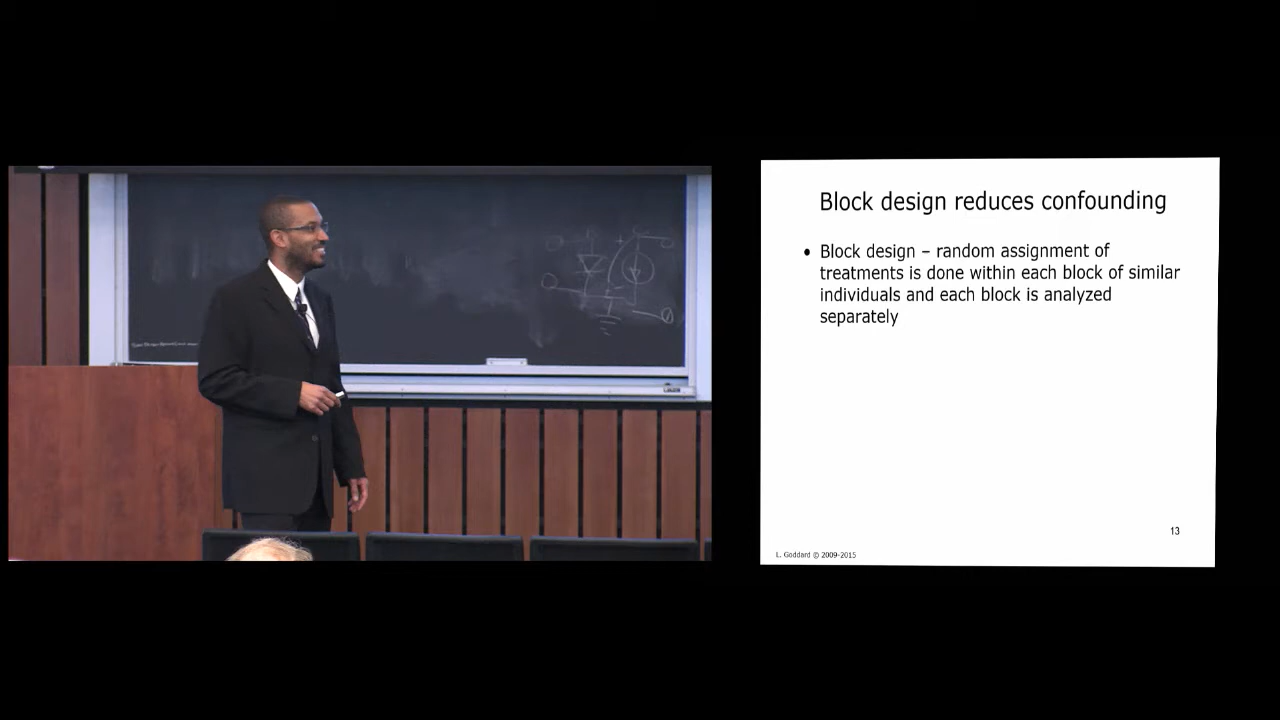 Block design reduces confounding
• Block design – random assignment of
treatments is done within each block of similar
individuals and each block is analyzed
separately
13
L. Goddard © 2009-2015